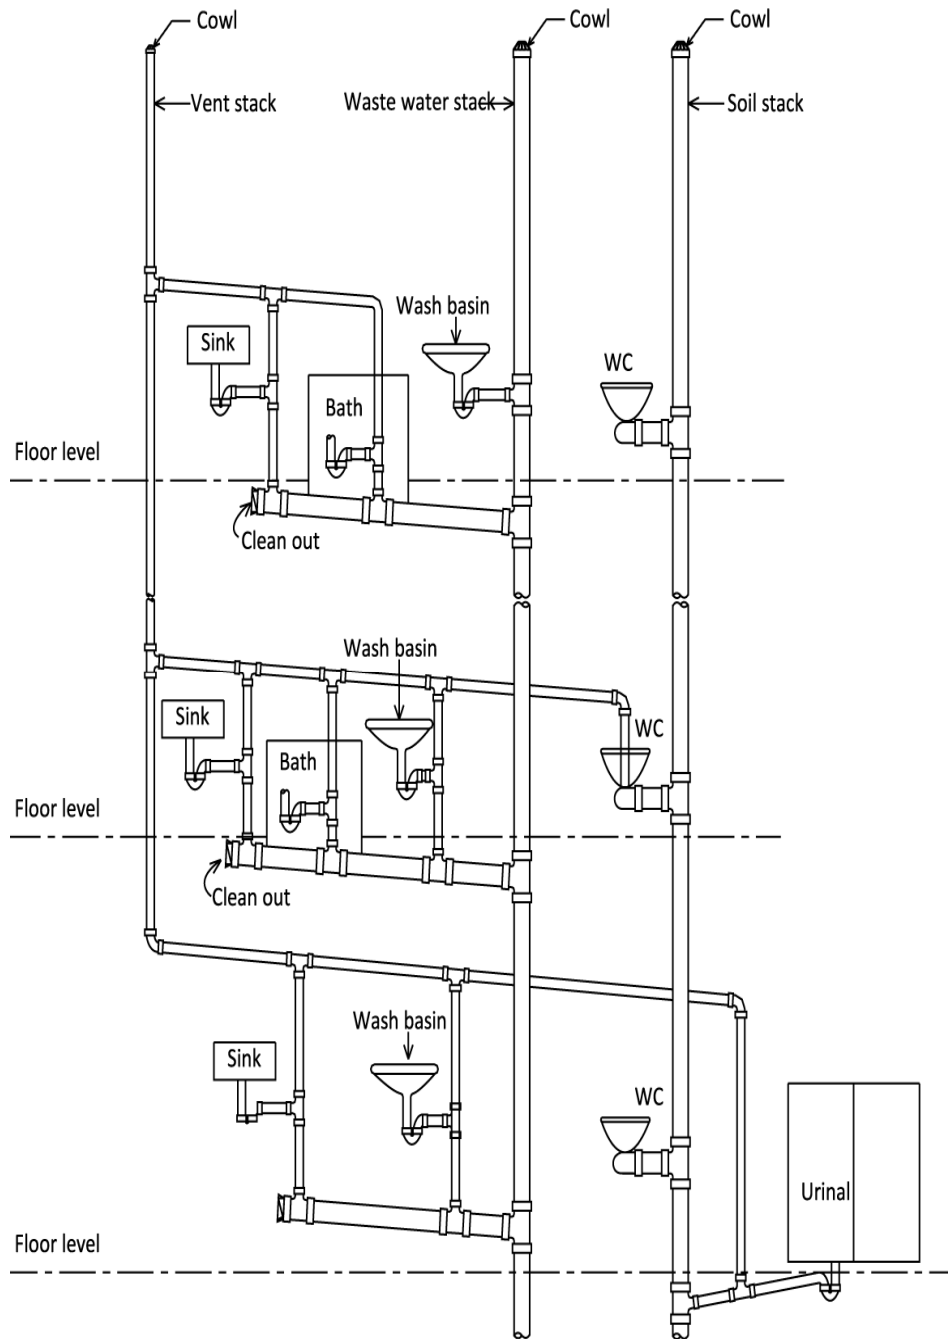 Cowl
Cowl
Cowl
Vent stack
Waste water stack
Soil stack
Wash basin
Sink
WC
Bath
Floor level
Clean out
Wash basin
Sink
WC
Bath
Floor level
Clean out
Wash basin
Sink
WC
Urinal
Floor level